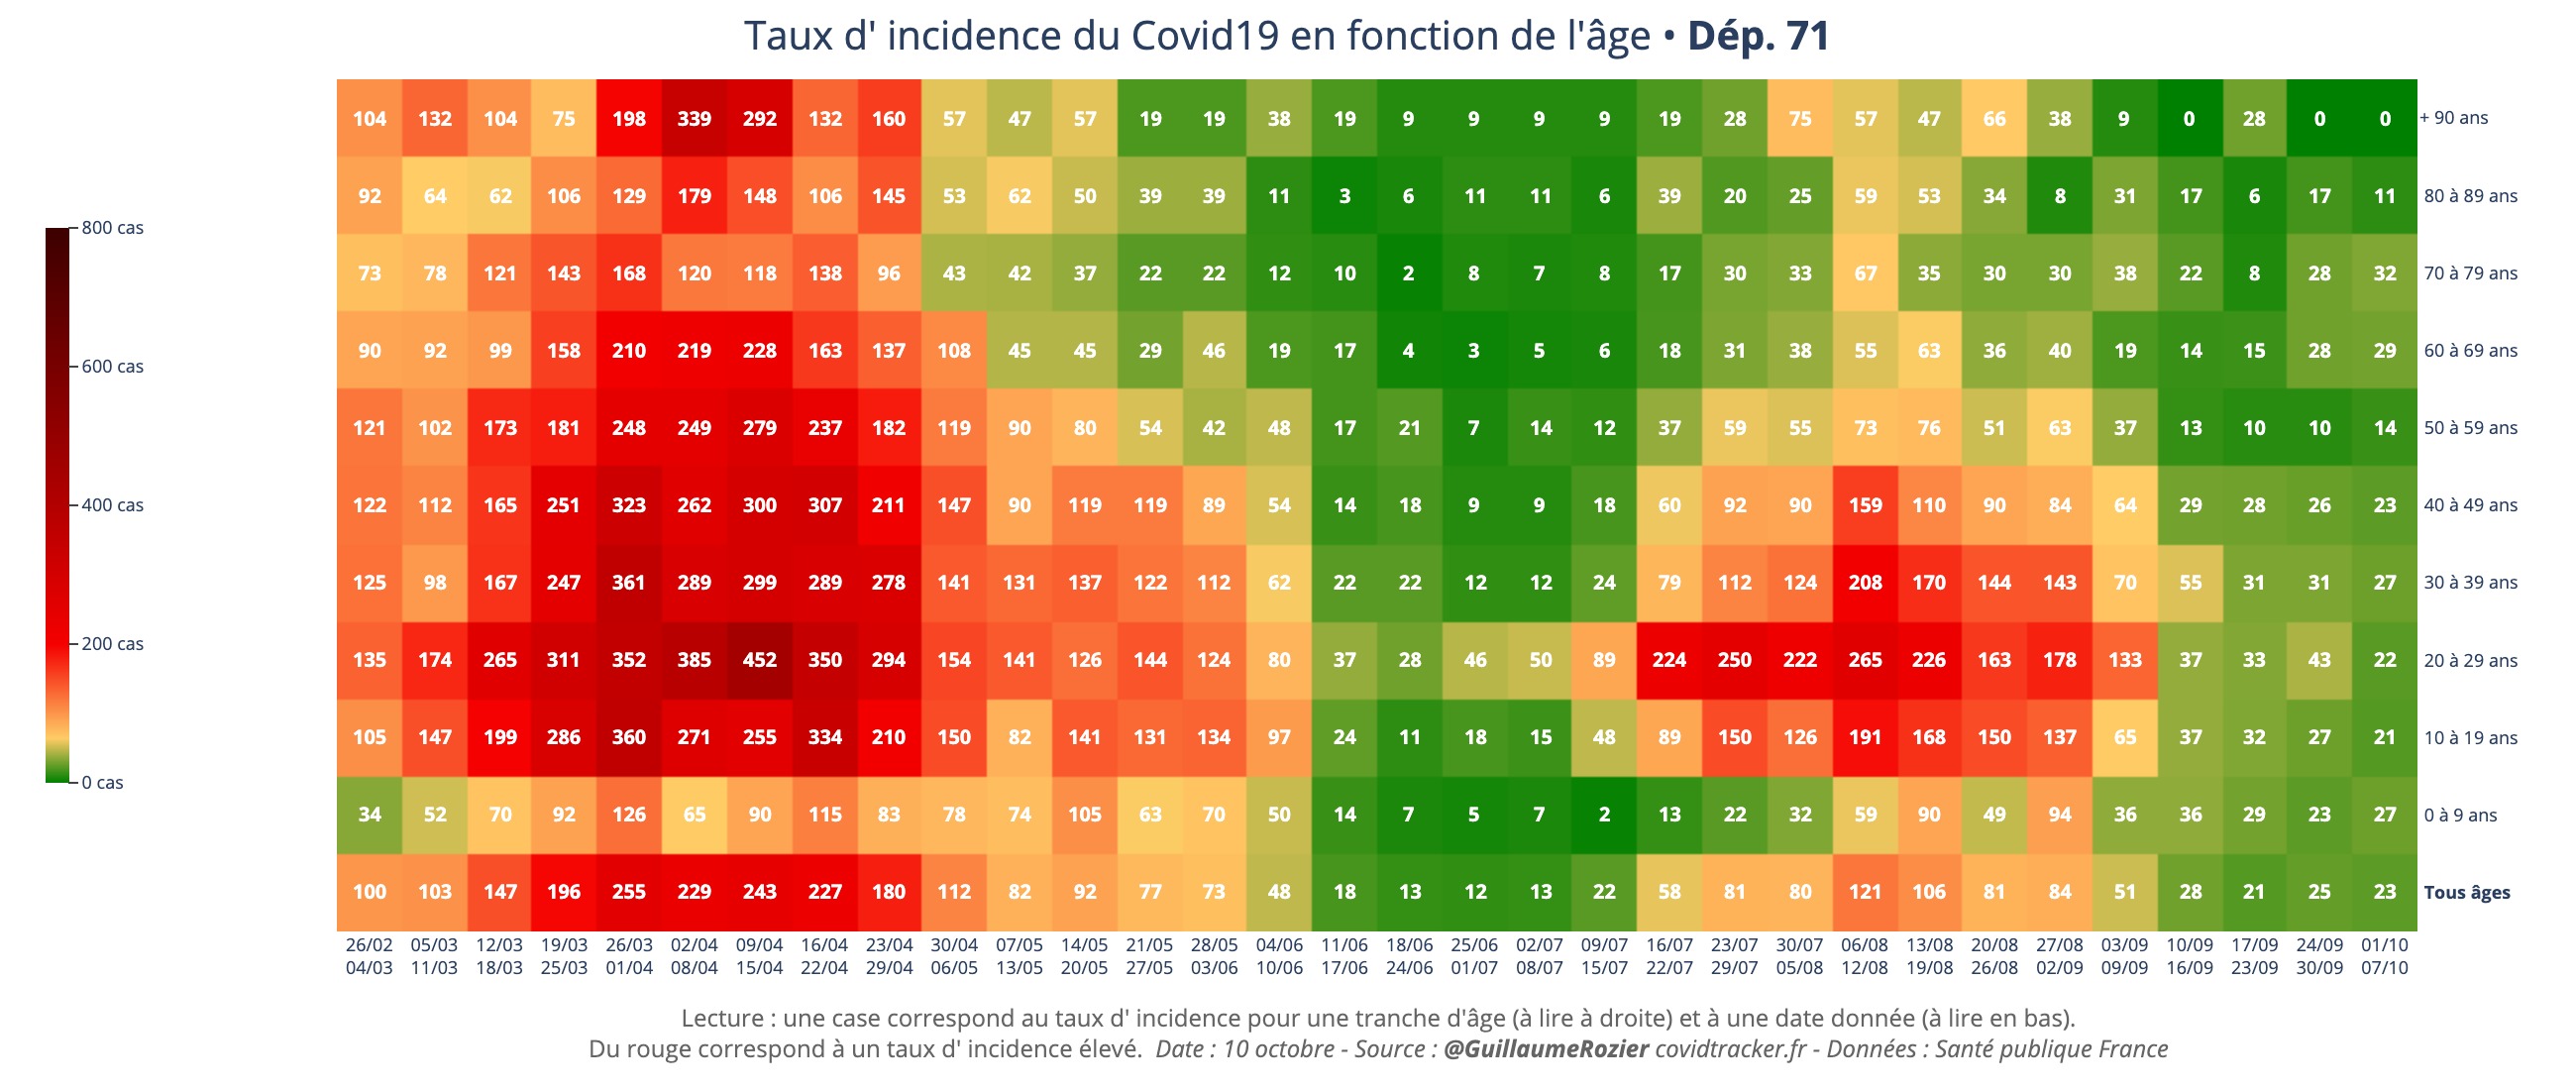 Taux d' incidence du Covid19 en fonction de l'âge • Dép. 71
800 cas
600 cas
400 cas
200 cas
0 cas
104 132 104 75 198 339 292 132 160 57 47 57 19 19 38 19 9 9 9 9 19 28 75 57 47 66 38 9 0 28 0 0 + 90 ans
92 64 62 106 129 179 148 106 145 53 62 50 39 39 11 3 6 11 11 6 39 20 25 59 53 34 8 31 17 6 17 11 80 à 89 ans
73 78 121 143 168 120 118 138 96 43 42 37 22 22 12 10 2 8 7 8 17 30 33 67 35 30 30 38 22 8 28 32 70 à 79 ans
90 92 99 158 210 219 228 163 137 108 45 45 29 46 19 17 4 3 5 6 18 31 38 55 63 36 40 19 14 15 28 29 60 à 69 ans
121 102 173 181 248 249 279 237 182 119 90 80 54 42 48 17 21 7 14 12 37 59 55 73 76 51 63 37 13 10 10 14 50 à 59 ans
122 112 165 251 323 262 300 307 211 147 90 119 119 89 54 14 18 9 9 18 60 92 90 159 110 90 84 64 29 28 26 23 40 à 49 ans
125 98 167 247 361 289 299 289 278 141 131 137 122 112 62 22 22 12 12 24 79 112 124 208 170 144 143 70 55 31 31 27 30 à 39 ans
135 174 265 311 352 385 452 350 294 154 141 126 144 124 80 37 28 46 50 89 224 250 222 265 226 163 178 133 37 33 43 22 20 à 29 ans
105 147 199 286 360 271 255 334 210 150 82 141 131 134 97 24 11 18 15 48 89 150 126 191 168 150 137 65 37 32 27 21 10 à 19 ans
34 52 70 92 126 65 90 115 83 78 74 105 63 70 50 14 7 5 7 2 13 22 32 59 90 49 94 36 36 29 23 27 0 à 9 ans
100 103 147 196 255 229 243 227 180 112 82 92 77 73 48 18 13 12 13 22 58 81 80 121 106 81 84 51 28 21 25 23 Tous âges
26/02 05/03 12/03 19/03 26/03 02/04 09/04 16/04 23/04 30/04 07/05 14/05 21/05 28/05 04/06 11/06 18/06 25/06 02/07 09/07 16/07 23/07 30/07 06/08 13/08 20/08 27/08 03/09 10/09 17/09 24/09 01/10
04/03 11/03 18/03 25/03 01/04 08/04 15/04 22/04 29/04 06/05 13/05 20/05 27/05 03/06 10/06 17/06 24/06 01/07 08/07 15/07 22/07 29/07 05/08 12/08 19/08 26/08 02/09 09/09 16/09 23/09 30/09 07/10
Lecture : une case correspond au taux d' incidence pour une tranche d'âge (à lire à droite) et à une date donnée (à lire en bas).
Du rouge correspond à un taux d' incidence élevé. Date : 10 octobre - Source : @GuillaumeRozier covidtracker.fr - Données : Santé publique France